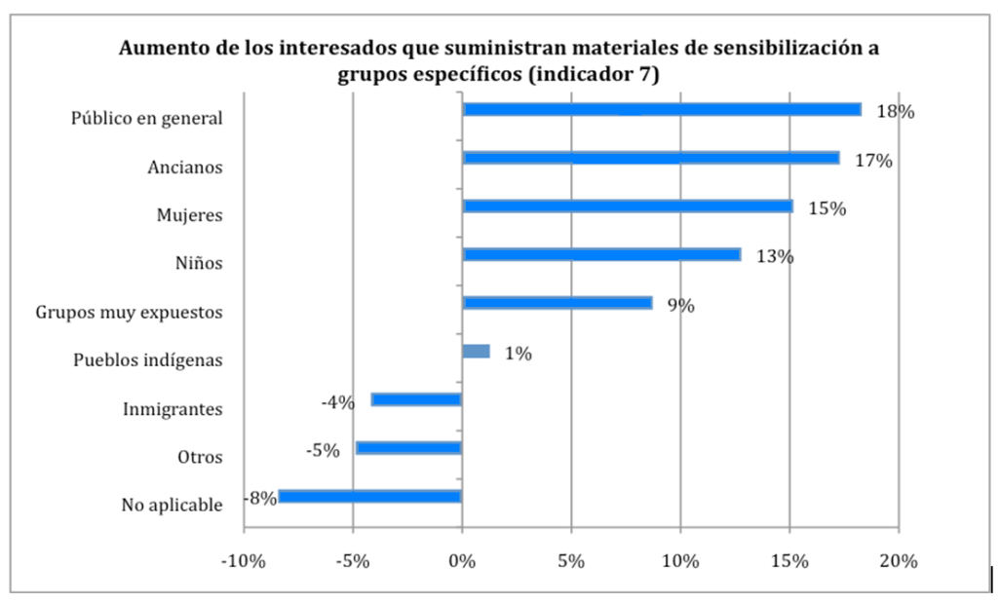 Aumento de los interesados que suministran materiales de sensibilización a
grupos específicos (indicador 7)
Público en general 18%
Ancianos 17%
Mujeres 15%
Niños 13%
Grupos muy expuestos 9%
Pueblos indígenas 1%
Inmigrantes -4%
Otros -5%
No aplicable -8%
-10% -5% 0% 5% 10% 15% 20%